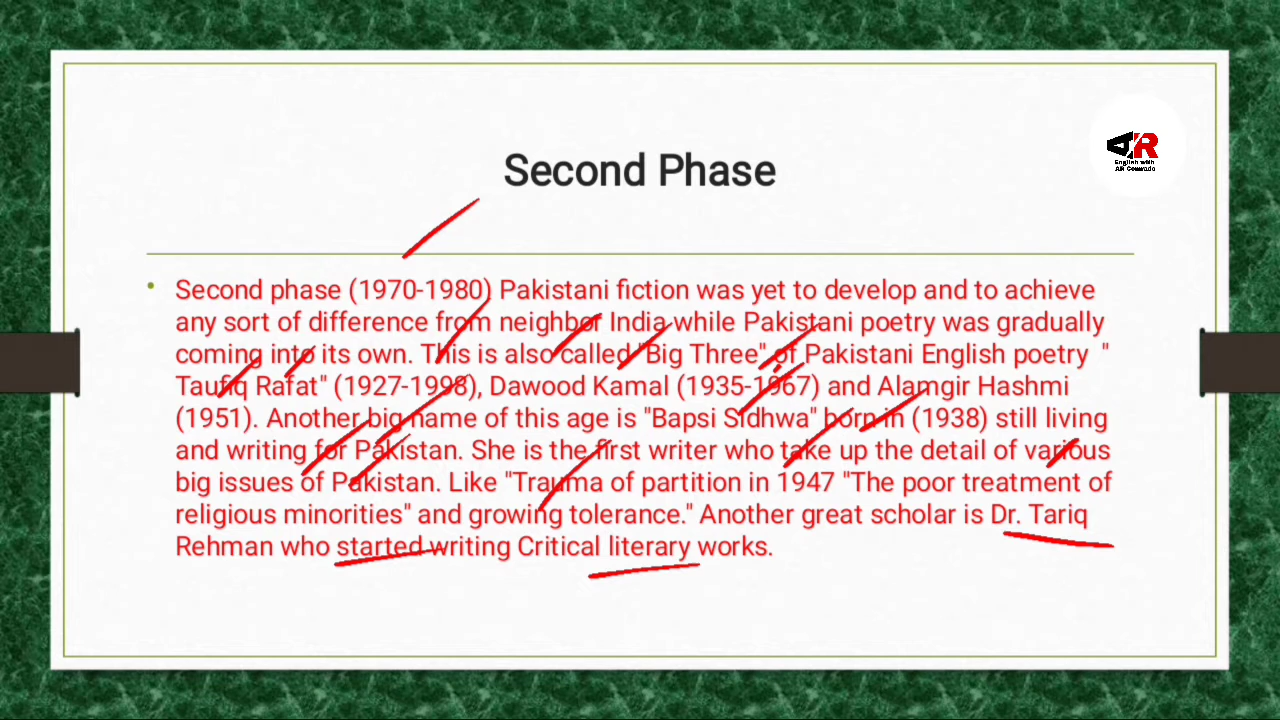 Second Phase
AR
English with
AR Comrade
Second phase (1970-1980) Pakistani fiction was yet to develop and to achieve
any sort of difference from neighbor India while Pakistani poetry was gradually
coming into its own. This is also called "Big Three" of Pakistani English poetry "
Taufiq Rafat" (1927-1998), Dawood Kamal (1935-1967) and Alamgir Hashmi
(1951). Another big name of this age is "Bapsi Sidhwa" born in (1938) still living
and writing for Pakistan. She is the first writer who take up the detail of various
big issues of Pakistan. Like "Trauma of partition in 1947 "The poor treatment of
religious minorities" and growing tolerance." Another great scholar is Dr. Tariq
Rehman who started writing Critical literary works.